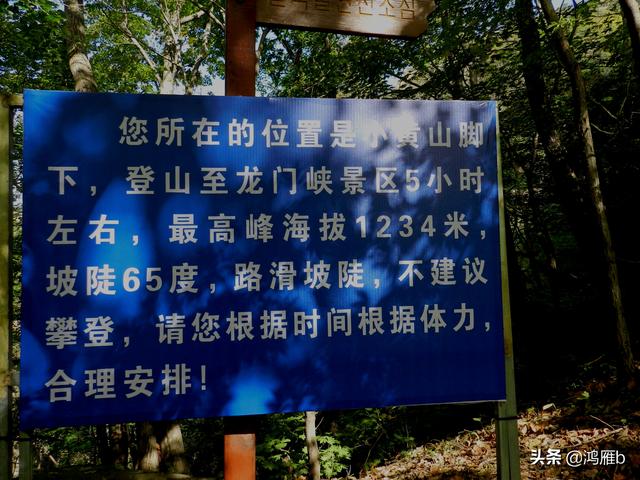 您所在的位置是小黄山脚
下，登山至龙门峡景区5小时
左右，最高峰海拔1234米，
坡陡65度，路滑坡陡，不建议
攀登，请您根据时间根据体力，
合理安排！
头条 @鸿雁b